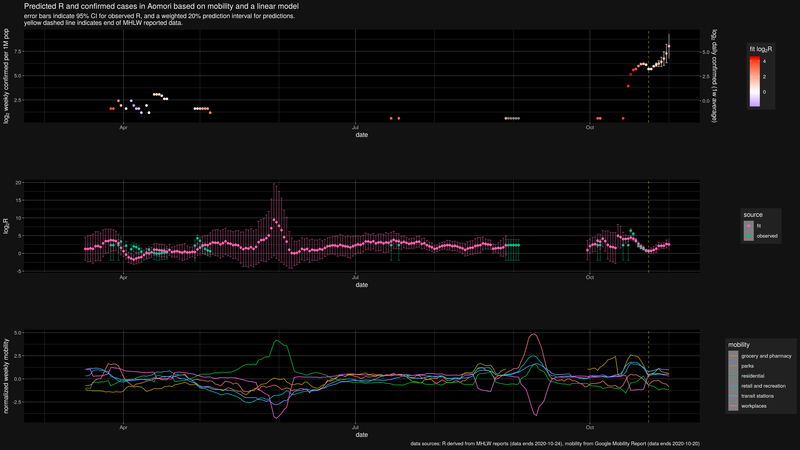 Predicted R and confirmed cases in Aomori based on mobility and a linear model
error bars indicate 95% CI for observed R, and a weighted 20% prediction interval for predictions.
yellow dashed line indicates end of MHLW reported data.
log₂ weekly confirmed per 1M pop
7.5
5.0
2.5
log₂ daily confirmed (1w average)
5.0
2.5
0.0
Apr
Jul
Oct
date
fit log₂R
4
2
0
log₂R
20
15
10
5
0
-5
Apr
Jul
Oct
date
source
fit
observed
normalized weekly mobility
5.0
2.5
0.0
-2.5
Apr
Jul
Oct
date
mobility
grocery and pharmacy
parks
residential
retail and recreation
transit stations
workplaces
data sources: R derived from MHLW reports (data ends 2020-10-24), mobility from Google Mobility Report (data ends 2020-10-20)